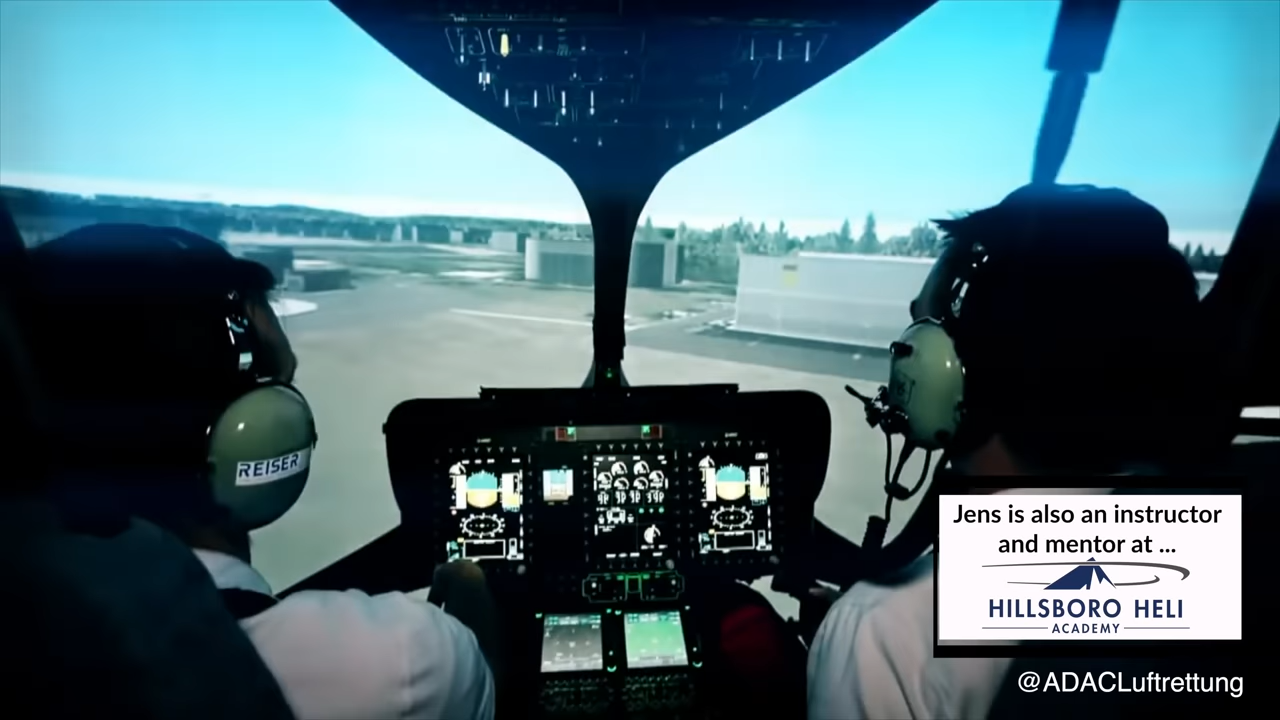 REISER
Jens is also an instructor
and mentor at ...
HILLSBORO HELI
ACADEMY
@ADACLuftrettung